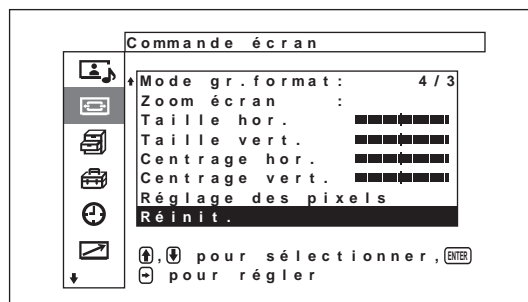 Commande écran
Mode gr.format: 4/3
Zoom écran :
Taille hor.
Taille vert.
Centrage hor.
Centrage vert.
Réglage des pixels
Réinit.
, pour sélectionner, ENTER
pour régler